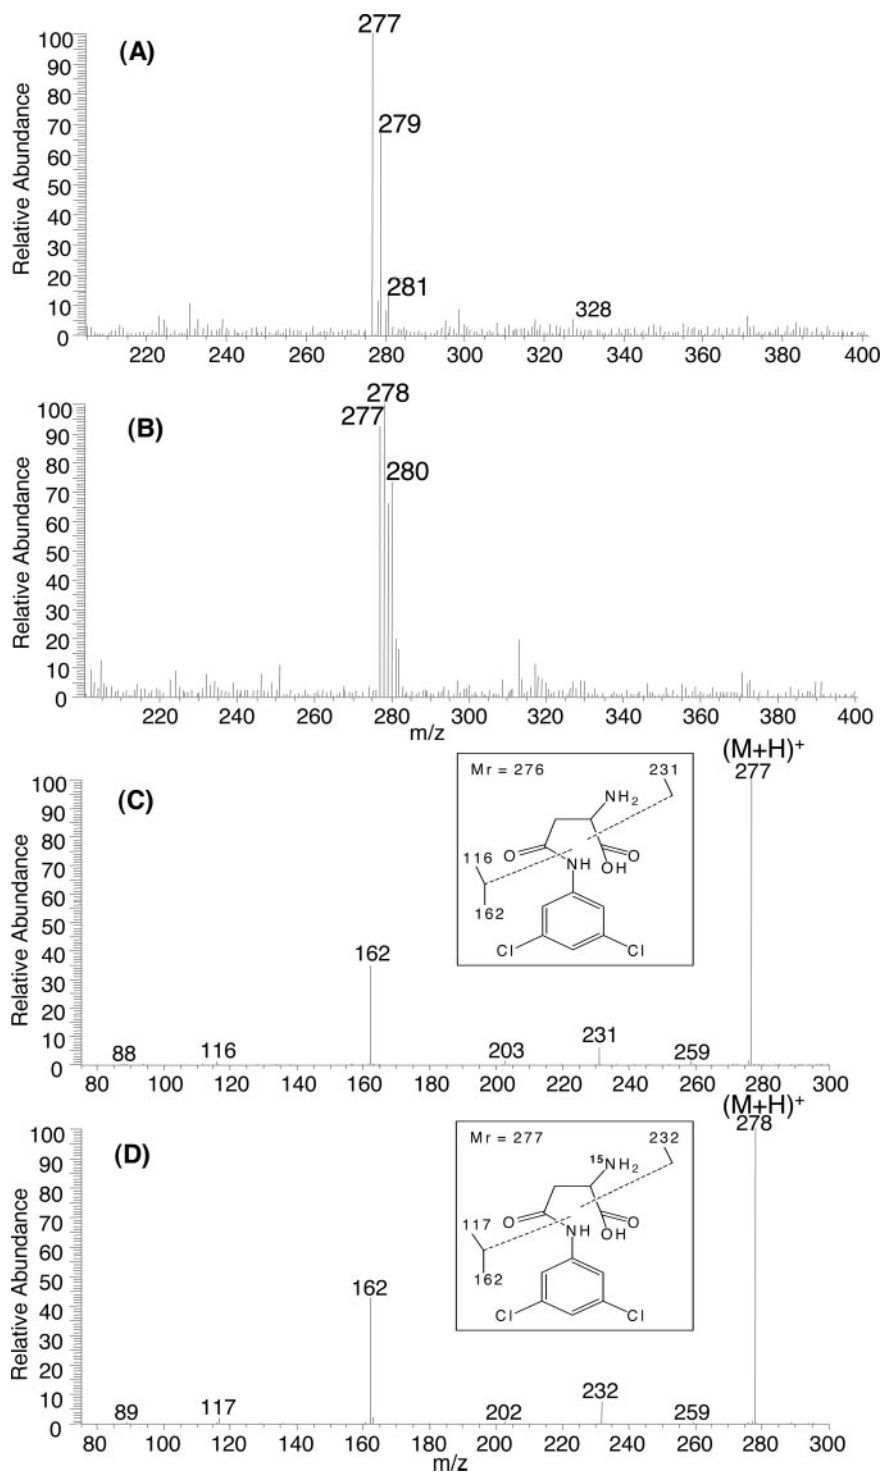 277
(A)
279
281
328
Relative Abundance
100
90
80
70
60
50
40
30
20
10
0
220 240 260 280 300 320 340 360 380 400
278
(B)
277
280
Relative Abundance
100
90
80
70
60
50
40
30
20
10
0
220 240 260 280 300 320 340 360 380 400
m/z
(M+H)+
277
(C)
Mr = 276
231
NH2
O
O
116
NH
OH
162
Cl
Cl
162
88
116
203
231
259
Relative Abundance
100
90
80
70
60
50
40
30
20
10
0
80 100 120 140 160 180 200 220 240 260 280 300
(M+H)+
278
(D)
Mr = 277
232
15NH2
O
O
117
NH
OH
162
Cl
Cl
162
89
117
202
232
259
Relative Abundance
100
90
80
70
60
50
40
30
20
10
0
80 100 120 140 160 180 200 220 240 260 280 300
m/z